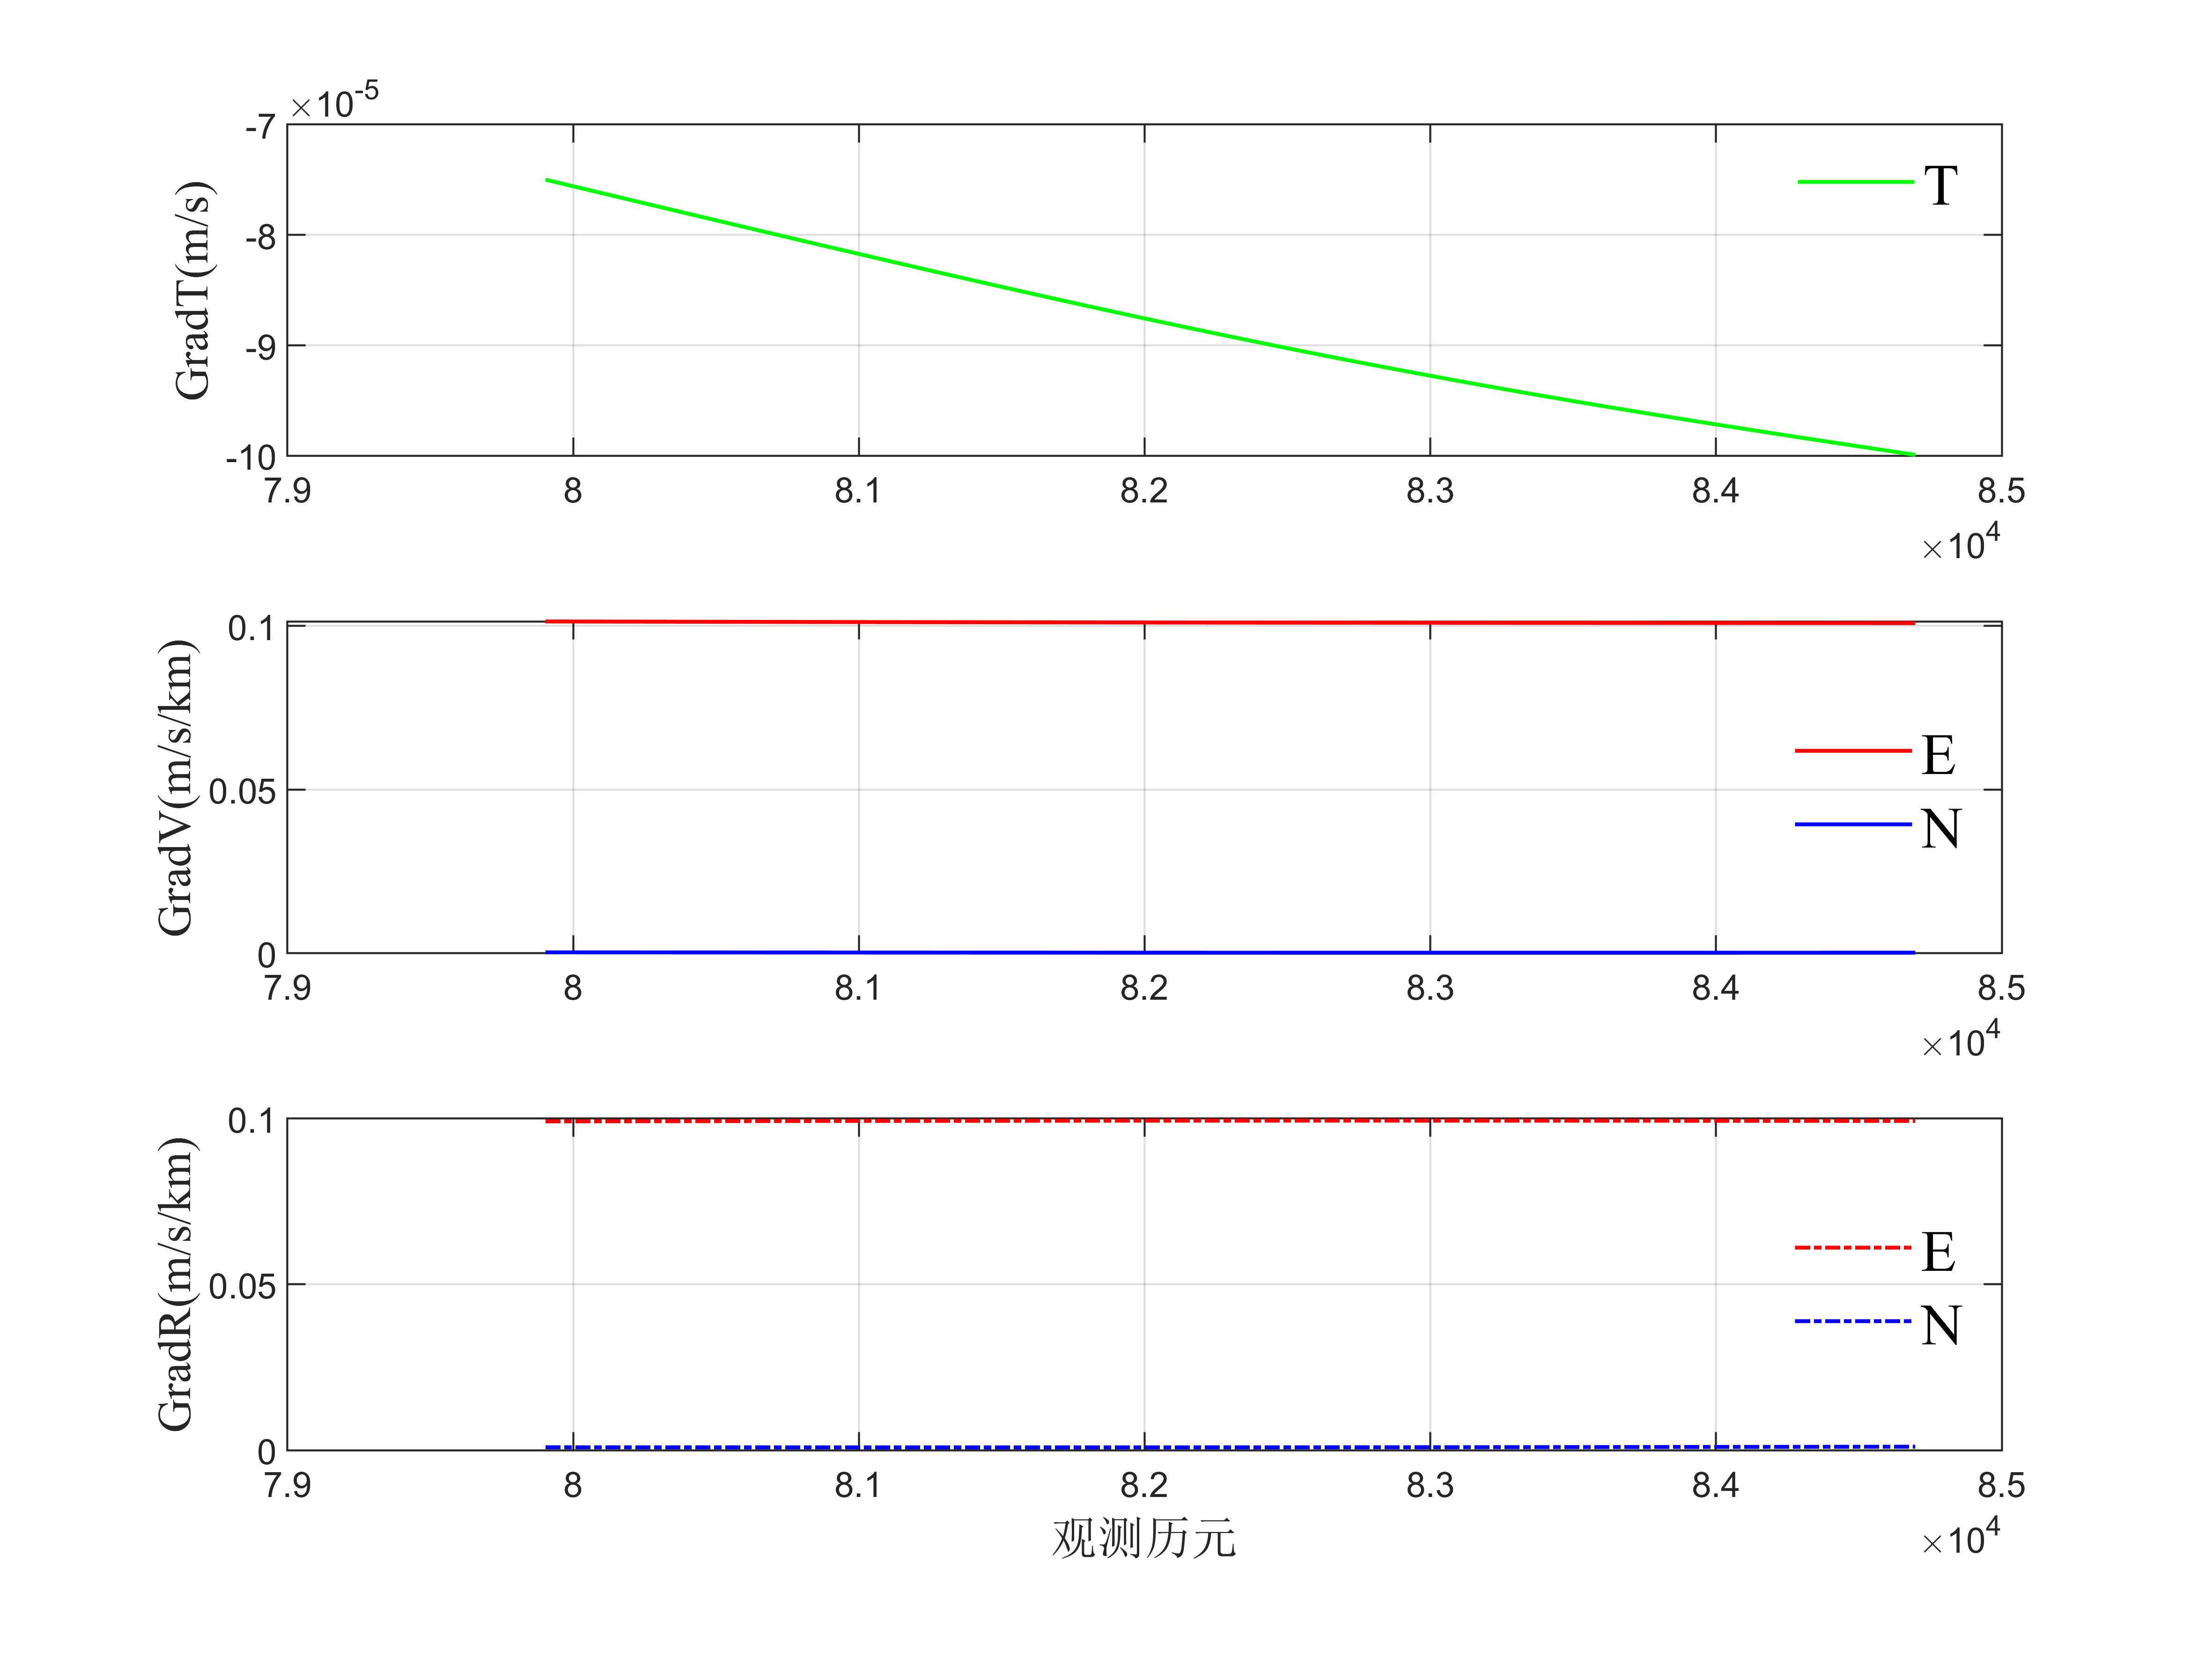 ×10-5
GradT(m/s)
-7
-8
-9
-10
T
7.9 8 8.1 8.2 8.3 8.4 8.5
×104
GradV(m/s/km)
0.1
0.05
0
E
N
7.9 8 8.1 8.2 8.3 8.4 8.5
×104
GradR(m/s/km)
0.1
0.05
0
E
N
7.9 8 8.1 8.2 8.3 8.4 8.5
观测历元
×104